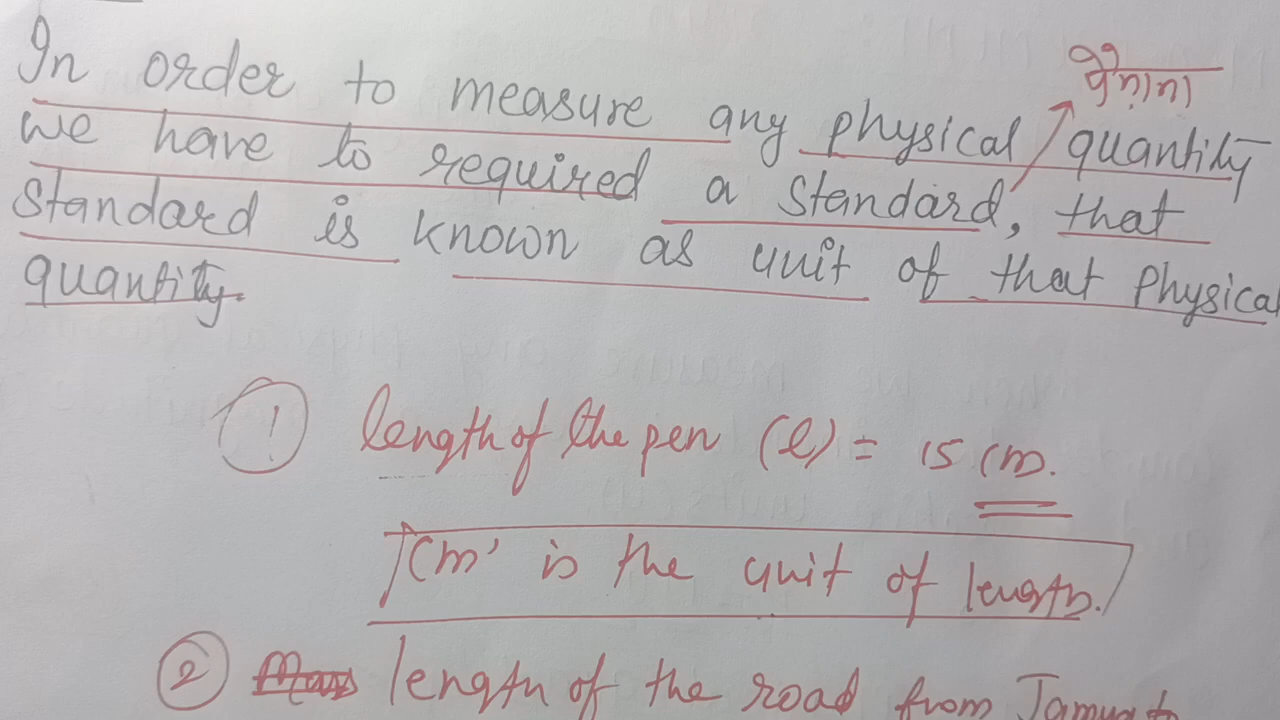 In order to measure any physical quantity
पैमाना
we have to required a standard, that
standard is known as unit of that Physical
quantity.
① length of the pen (l) = 15 cm.
'cm' is the unit of length.
② length of the road from Jamua to